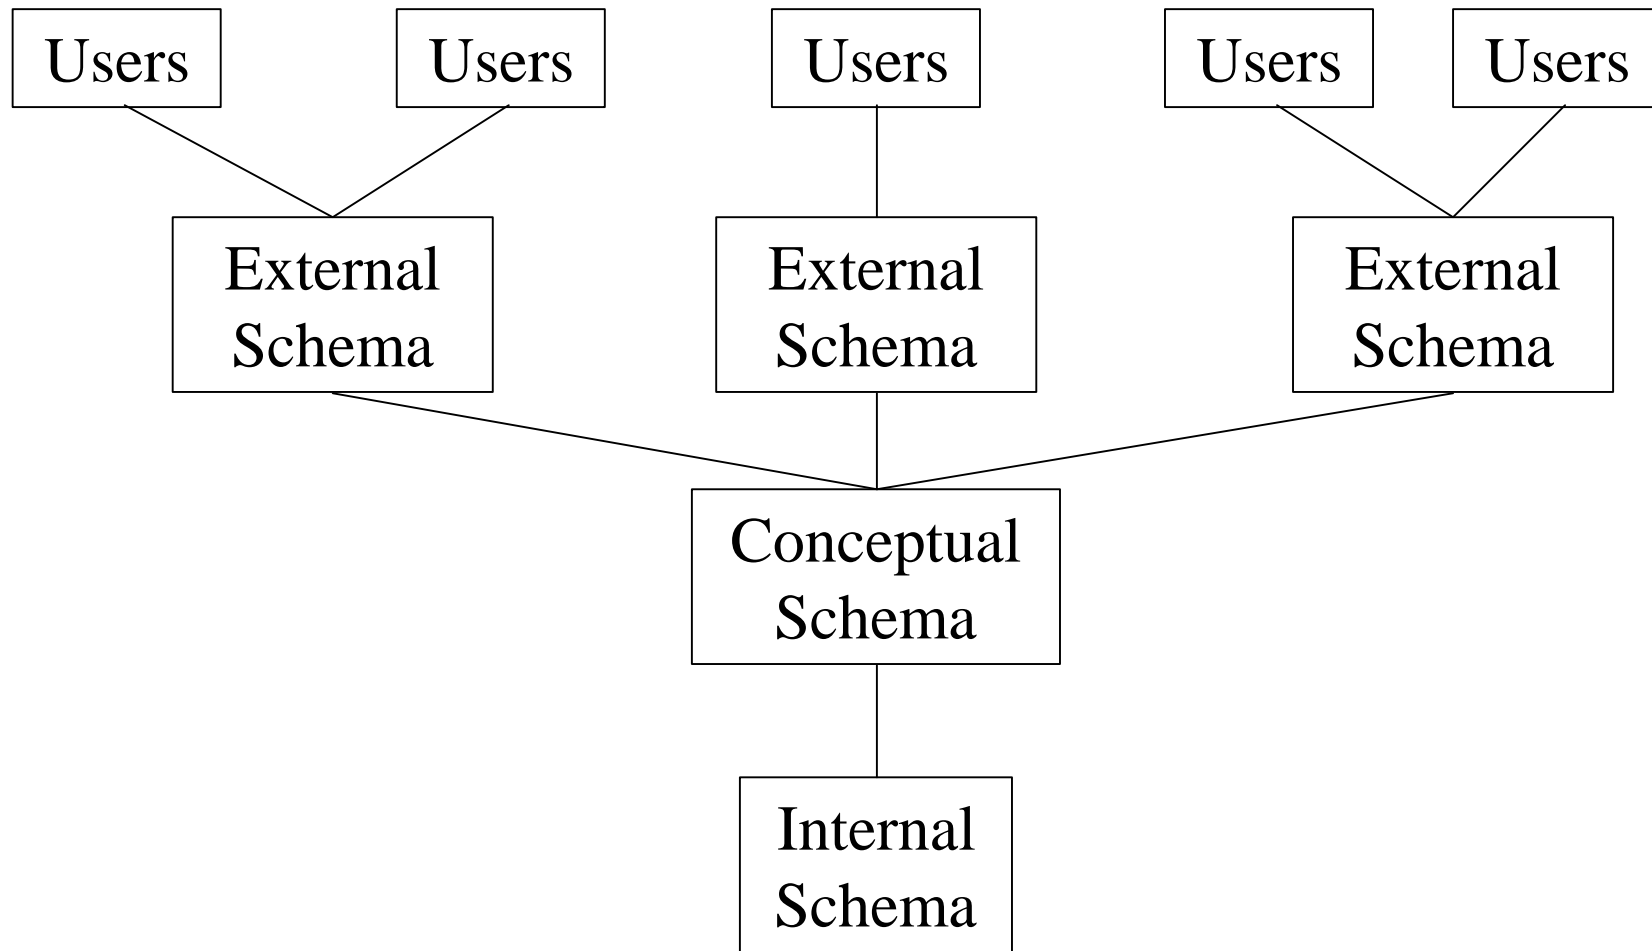 Users
Users
Users
Users
Users
External
Schema
External
Schema
External
Schema
Conceptual
Schema
Internal
Schema